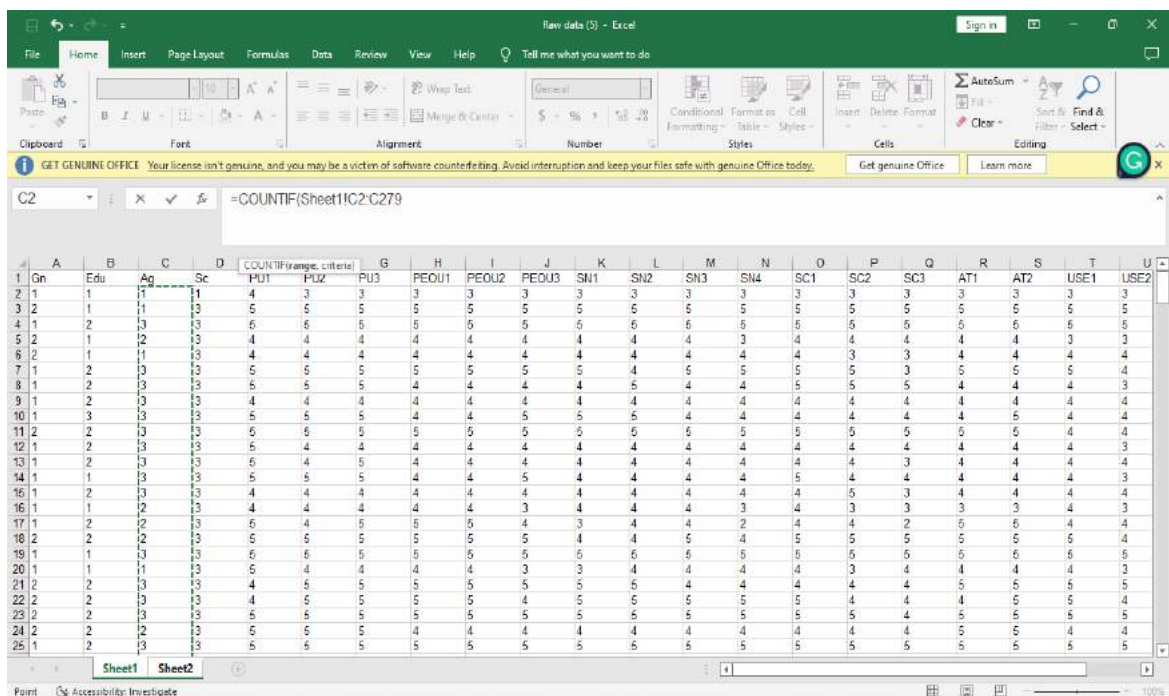 Raw data (5) - Excel
Sign in
File Home Insert Page Layout Formulas Data Review View Help Tell me what you want to do
Paste
10 A A
Wrap Text
General
Conditional Formatting
Format as Table
Cell Styles
Insert Delete Format
AutoSum
Fill
Clear
Sort & Filter
Find & Select
B I U
Merge & Center
$ % ,
Clipboard Font Alignment Number Styles Cells Editing
GET GENUINE OFFICE Your license isn't genuine, and you may be a victim of software counterfeiting. Avoid interruption and keep your files safe with genuine Office today. Get genuine Office Learn more
C2 fx =COUNTIF(Sheet1!C2:C279
COUNTIF(range, criteria)
A B C D G H I J K L M N O P Q R S T U
1 Gn Edu Ag Sc PU1 PU2 PU3 PEOU1 PEOU2 PEOU3 SN1 SN2 SN3 SN4 SC1 SC2 SC3 AT1 AT2 USE1 USE2
2 1 1 1 1 4 3 3 3 3 3 3 3 3 3 3 3 3 3 3 3 3
3 2 1 1 3 5 5 5 5 5 5 5 5 5 5 5 5 5 5 5 5 5
4 1 2 3 3 5 5 5 5 5 5 5 5 5 5 5 5 5 5 5 5 5
5 2 1 2 3 4 4 4 4 4 4 4 4 4 3 4 4 4 4 4 3 3
6 2 1 1 3 4 4 4 4 4 4 4 4 4 4 4 3 3 4 4 4 4
7 1 2 3 3 5 5 5 5 5 5 5 4 5 5 5 5 3 5 5 5 4
8 1 2 3 3 5 5 5 4 4 4 4 5 4 4 5 5 5 4 4 4 3
9 1 2 3 3 4 4 4 4 4 4 4 4 4 4 4 4 4 4 4 4 4
10 1 3 3 3 5 5 5 4 4 5 5 5 4 4 4 4 4 4 5 4 4
11 2 2 3 3 5 5 5 5 5 5 5 5 5 5 5 5 5 5 5 4 4
12 1 2 3 3 5 4 4 4 4 4 4 4 4 4 4 4 4 4 4 4 3
13 1 2 3 3 5 4 5 4 4 4 4 4 4 4 4 4 3 4 4 4 4
14 1 1 3 3 5 5 5 4 4 5 4 4 4 4 5 4 4 4 4 4 3
15 1 2 3 3 4 4 4 4 4 4 4 4 4 4 4 5 3 4 4 4 4
16 1 1 2 3 4 4 4 4 4 3 4 4 4 3 4 3 3 3 3 4 3
17 1 2 2 3 5 4 5 5 5 4 3 4 4 2 4 4 2 5 5 4 4
18 2 2 2 3 5 5 5 5 5 5 4 4 5 4 5 5 5 5 5 5 4
19 1 1 3 3 5 5 5 5 5 5 5 5 5 5 5 5 5 5 5 5 5
20 1 1 1 3 5 4 4 4 4 3 3 4 4 4 4 3 4 4 4 4 3
21 2 2 3 3 4 5 5 5 5 5 5 5 4 4 4 4 4 5 5 5 5
22 2 2 3 3 4 5 5 5 5 4 5 5 5 5 5 4 4 4 5 5 4
23 2 2 3 3 5 5 5 5 5 5 5 5 5 5 5 5 4 5 5 5 5
24 2 2 2 3 5 5 5 4 4 4 4 4 4 4 4 4 4 5 5 4 4
25 1 2 3 3 5 5 5 5 5 5 5 5 5 5 5 5 5 5 5 5 5
Sheet1 Sheet2
Point Accessibility: Investigate 100%